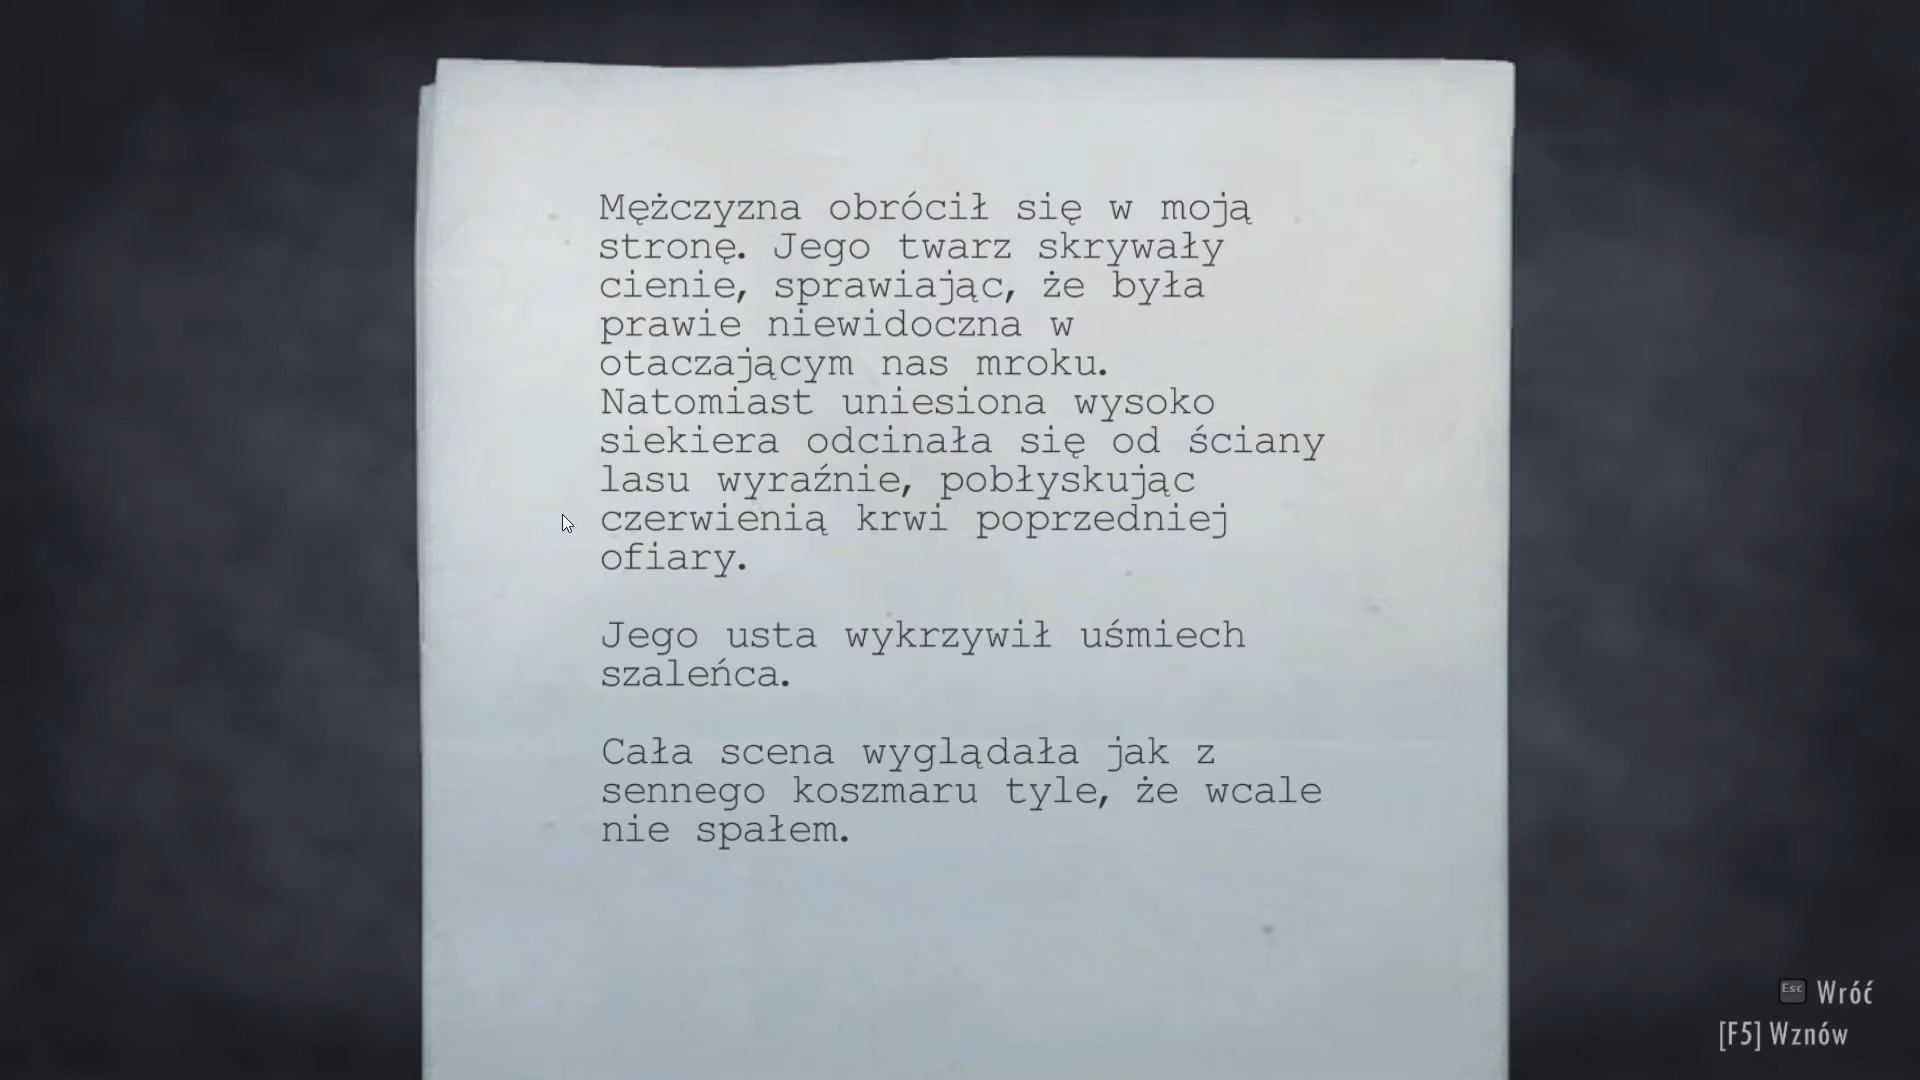 Mężczyzna obrócił się w moją
stronę. Jego twarz skrywały
cienie, sprawiając, że była
prawie niewidoczna w
otaczającym nas mroku.
Natomiast uniesiona wysoko
siekiera odcinała się od ściany
lasu wyraźnie, pobłyskując
czerwienią krwi poprzedniej
ofiary.
Jego usta wykrzywił uśmiech
szaleńca.
Cała scena wyglądała jak z
sennego koszmaru tyle, że wcale
nie spałem.
Esc Wróć
[F5] Wznów